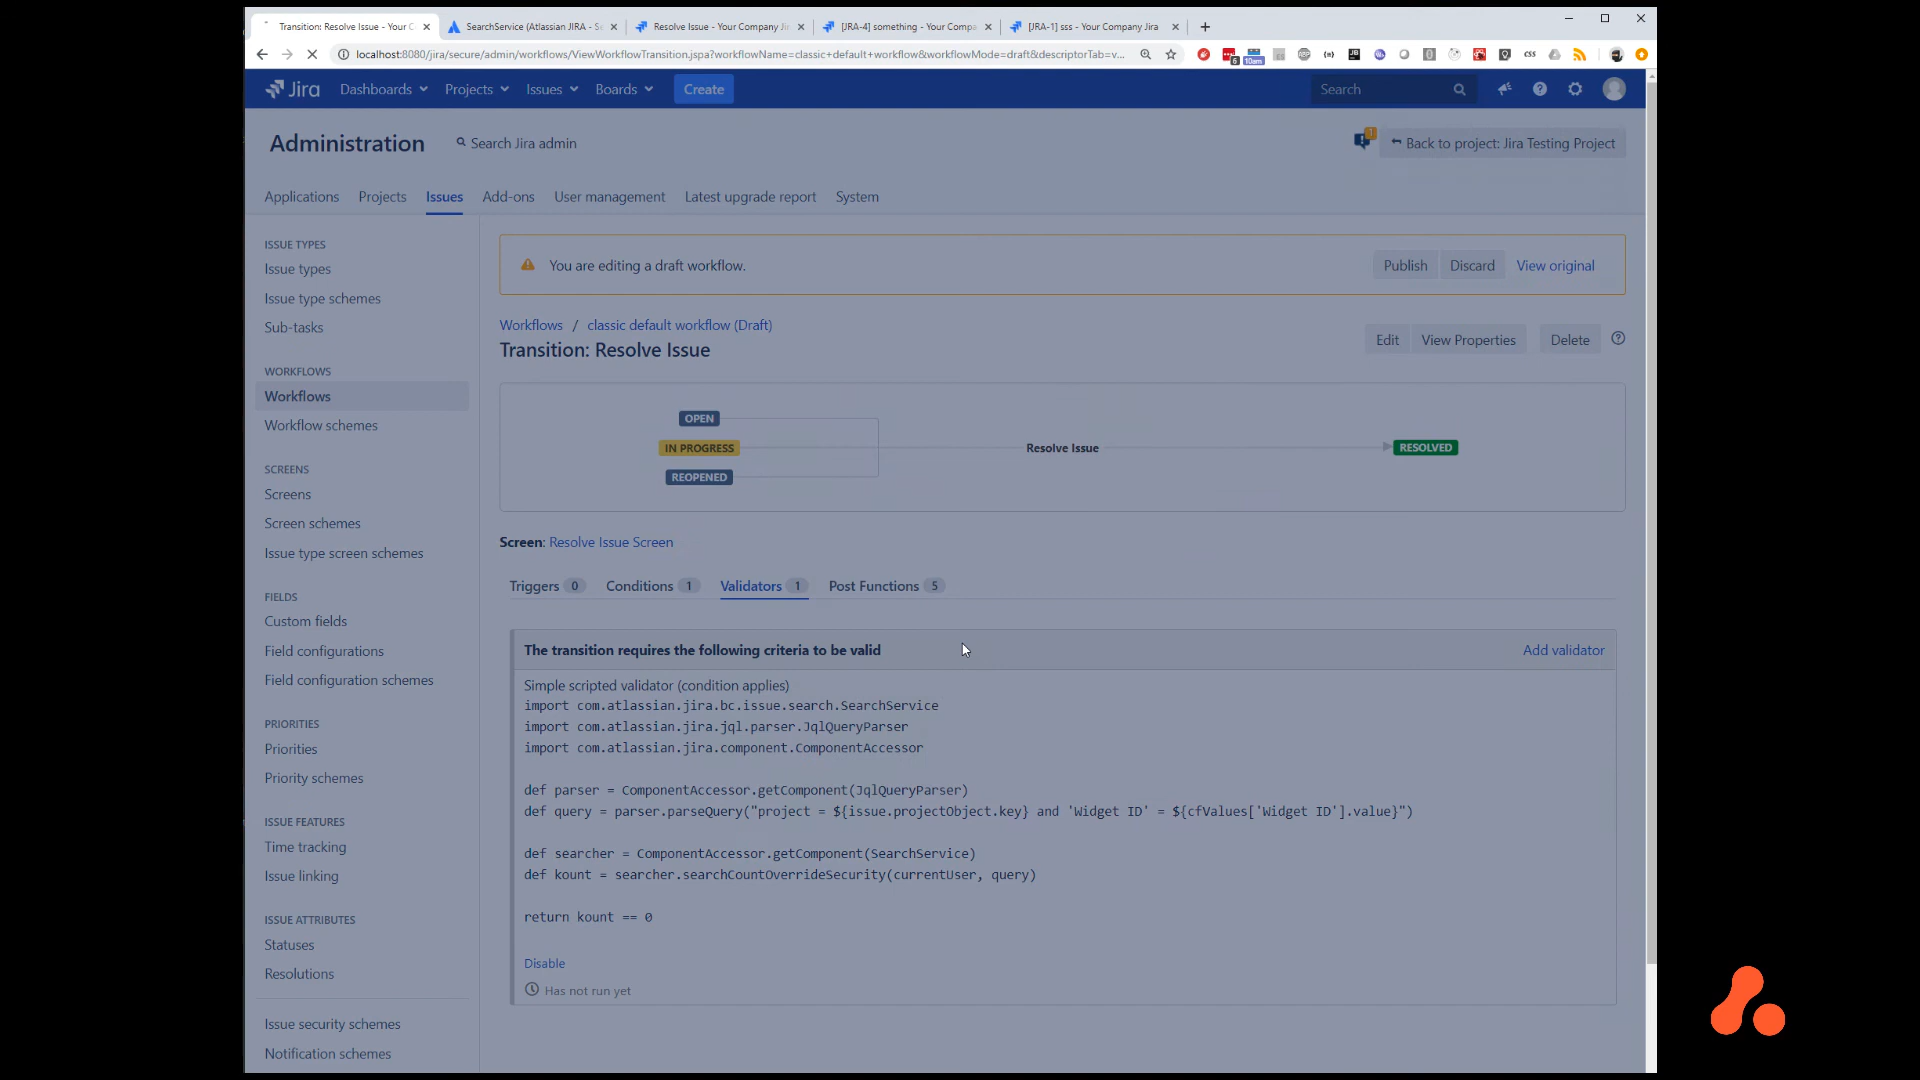 Transition: Resolve Issue - Your C
SearchService (Atlassian JIRA - S
Resolve Issue - Your Company Jir
[JRA-4] something - Your Compa
[JRA-1] sss - Your Company Jira
localhost:8080/jira/secure/admin/workflows/ViewWorkflowTransition.jspa?workflowName=classic+default+workflow&workflowMode=draft&descriptorTab=v...
6
10am
css
Jira
Dashboards
Projects
Issues
Boards
Create
Search
Administration
Search Jira admin
1
Back to project: Jira Testing Project
Applications
Projects
Issues
Add-ons
User management
Latest upgrade report
System
ISSUE TYPES
Issue types
Issue type schemes
Sub-tasks
WORKFLOWS
Workflows
Workflow schemes
SCREENS
Screens
Screen schemes
Issue type screen schemes
FIELDS
Custom fields
Field configurations
Field configuration schemes
PRIORITIES
Priorities
Priority schemes
ISSUE FEATURES
Time tracking
Issue linking
ISSUE ATTRIBUTES
Statuses
Resolutions
Issue security schemes
Notification schemes
You are editing a draft workflow.
Publish
Discard
View original
Workflows / classic default workflow (Draft)
Transition: Resolve Issue
Edit
View Properties
Delete
OPEN
IN PROGRESS
REOPENED
Resolve Issue
RESOLVED
Screen: Resolve Issue Screen
Triggers 0
Conditions 1
Validators 1
Post Functions 5
The transition requires the following criteria to be valid
Add validator
Simple scripted validator (condition applies)
import com.atlassian.jira.bc.issue.search.SearchService
import com.atlassian.jira.jql.parser.JqlQueryParser
import com.atlassian.jira.component.ComponentAccessor
def parser = ComponentAccessor.getComponent(JqlQueryParser)
def query = parser.parseQuery("project = ${issue.projectObject.key} and 'Widget ID' = ${cfValues['Widget ID'].value}")
def searcher = ComponentAccessor.getComponent(SearchService)
def kount = searcher.searchCountOverrideSecurity(currentUser, query)
return kount == 0
Disable
Has not run yet